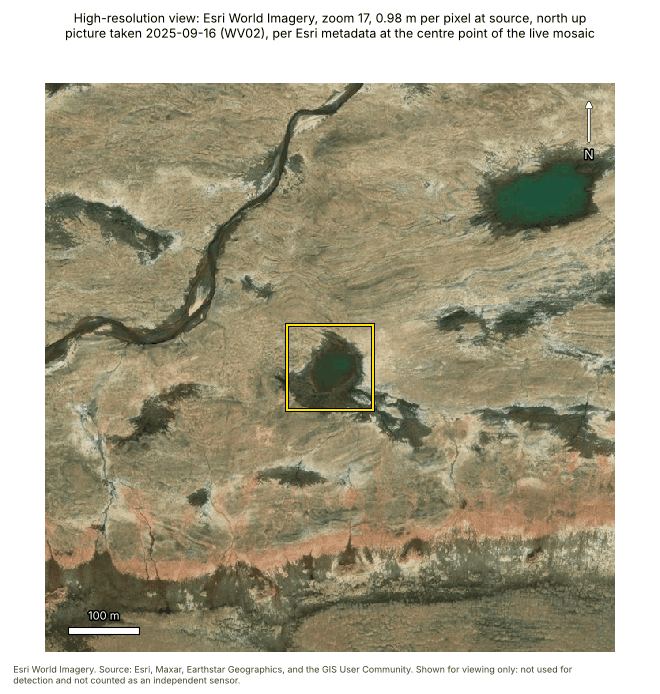 High-resolution view: Esri World Imagery, zoom 17, 0.98 m per pixel at source, north up
picture taken 2025-09-16 (WV02), per Esri metadata at the centre point of the live mosaic
N
100 m
Esri World Imagery. Source: Esri, Maxar, Earthstar Geographics, and the GIS User Community. Shown for viewing only: not used for
detection and not counted as an independent sensor.